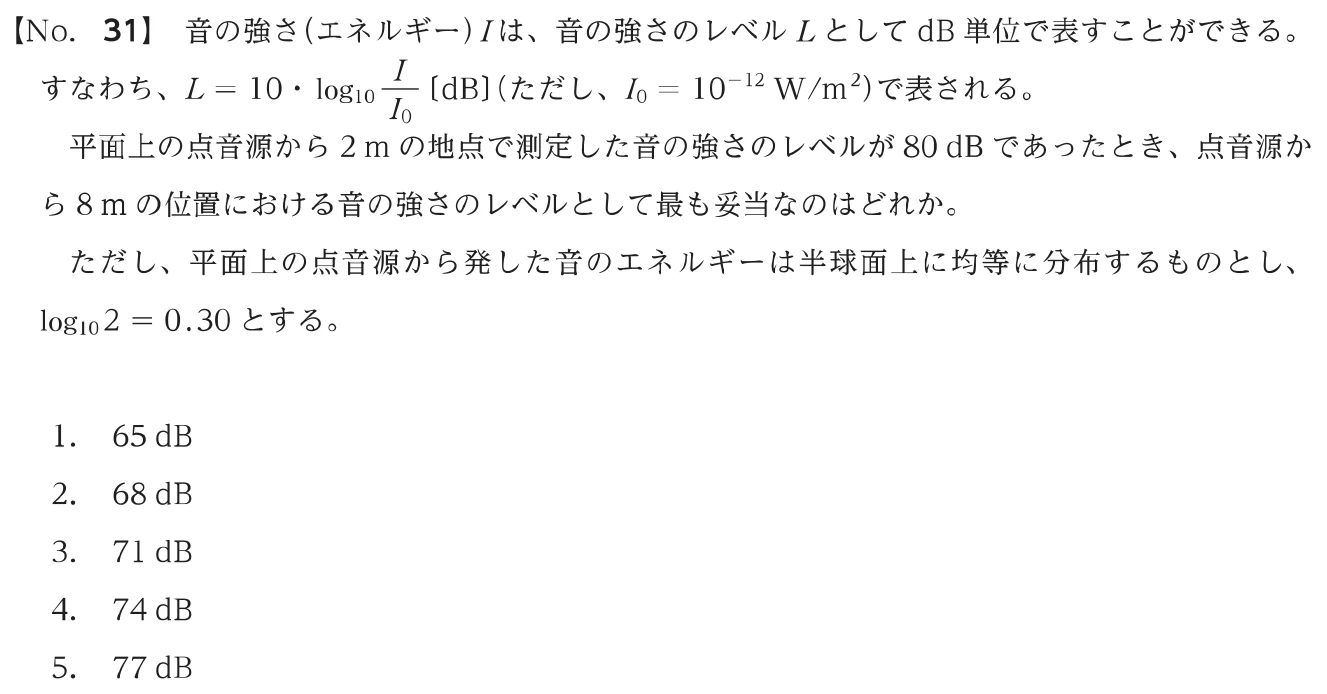 【No. 31】 音の強さ(エネルギー)Iは、音の強さのレベルLとしてdB単位で表すことができる。
すなわち、L = 10・log₁₀ I/I₀ [dB](ただし、I₀ = 10⁻¹² W/m²)で表される。
平面上の点音源から2mの地点で測定した音の強さのレベルが80 dBであったとき、点音源か
ら8mの位置における音の強さのレベルとして最も妥当なのはどれか。
ただし、平面上の点音源から発した音のエネルギーは半球面上に均等に分布するものとし、
log₁₀2 = 0.30とする。
1. 65 dB
2. 68 dB
3. 71 dB
4. 74 dB
5. 77 dB